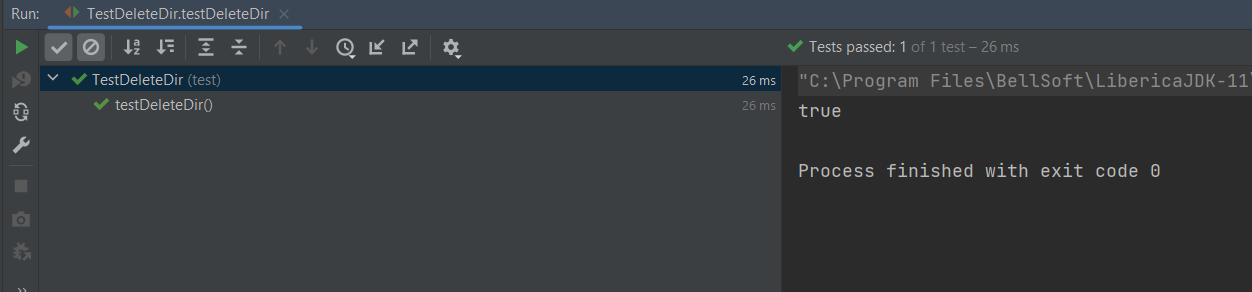 Run: TestDeleteDir.testDeleteDir
Tests passed: 1 of 1 test – 26 ms
TestDeleteDir (test) 26 ms
testDeleteDir() 26 ms
"C:\Program Files\BellSoft\LibericaJDK-11\
true
Process finished with exit code 0